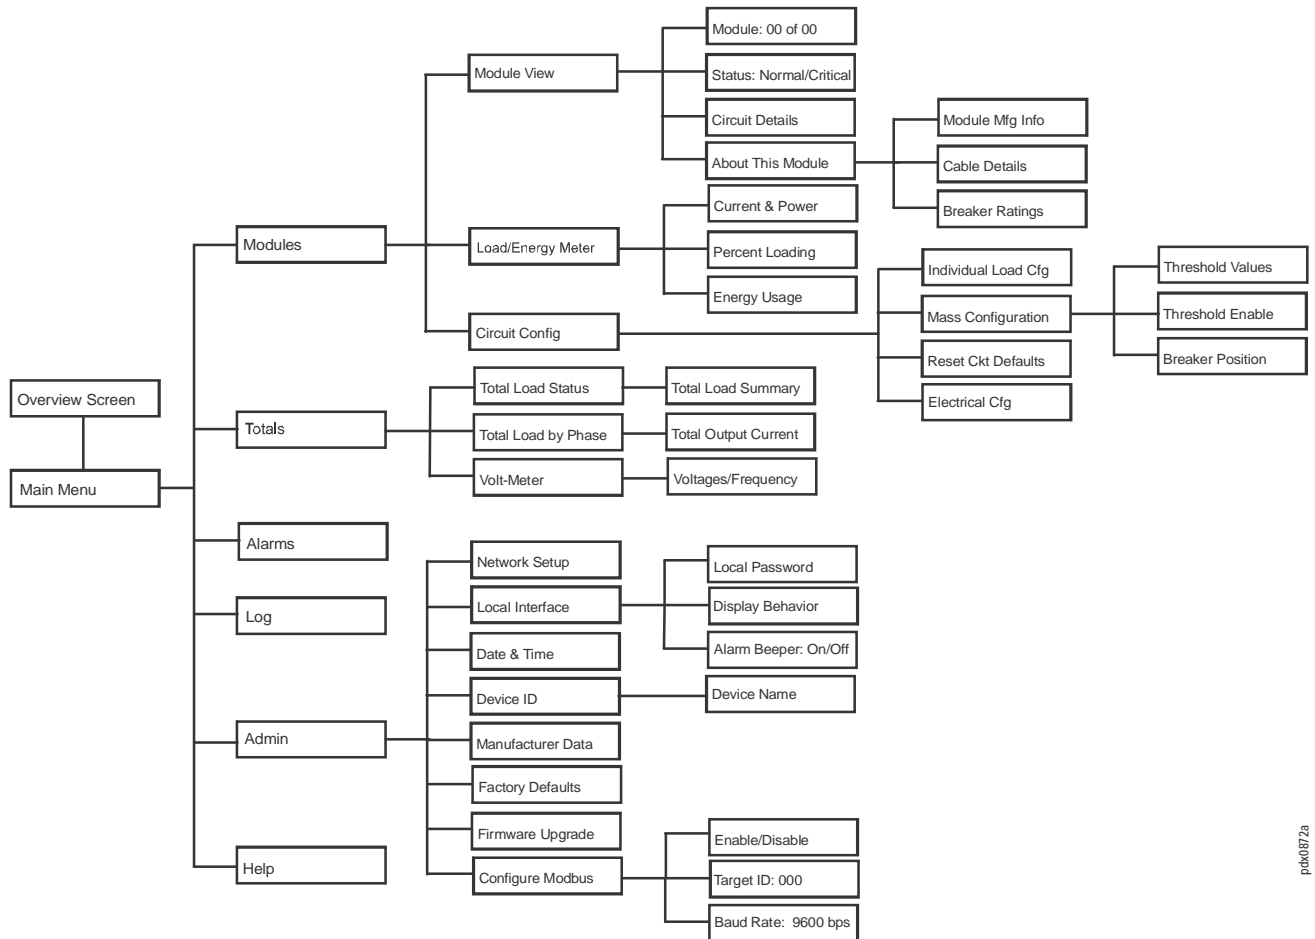 Overview Screen
Main Menu
Modules
Module View
Module: 00 of 00
Status: Normal/Critical
Circuit Details
About This Module
Module Mfg Info
Cable Details
Breaker Ratings
Load/Energy Meter
Current & Power
Percent Loading
Energy Usage
Circuit Config
Individual Load Cfg
Mass Configuration
Threshold Values
Threshold Enable
Breaker Position
Reset Ckt Defaults
Electrical Cfg
Totals
Total Load Status
Total Load Summary
Total Load by Phase
Total Output Current
Volt-Meter
Voltages/Frequency
Alarms
Log
Admin
Network Setup
Local Interface
Local Password
Display Behavior
Alarm Beeper: On/Off
Date & Time
Device ID
Device Name
Manufacturer Data
Factory Defaults
Firmware Upgrade
Configure Modbus
Enable/Disable
Target ID: 000
Baud Rate: 9600 bps
Help
pdx0872a